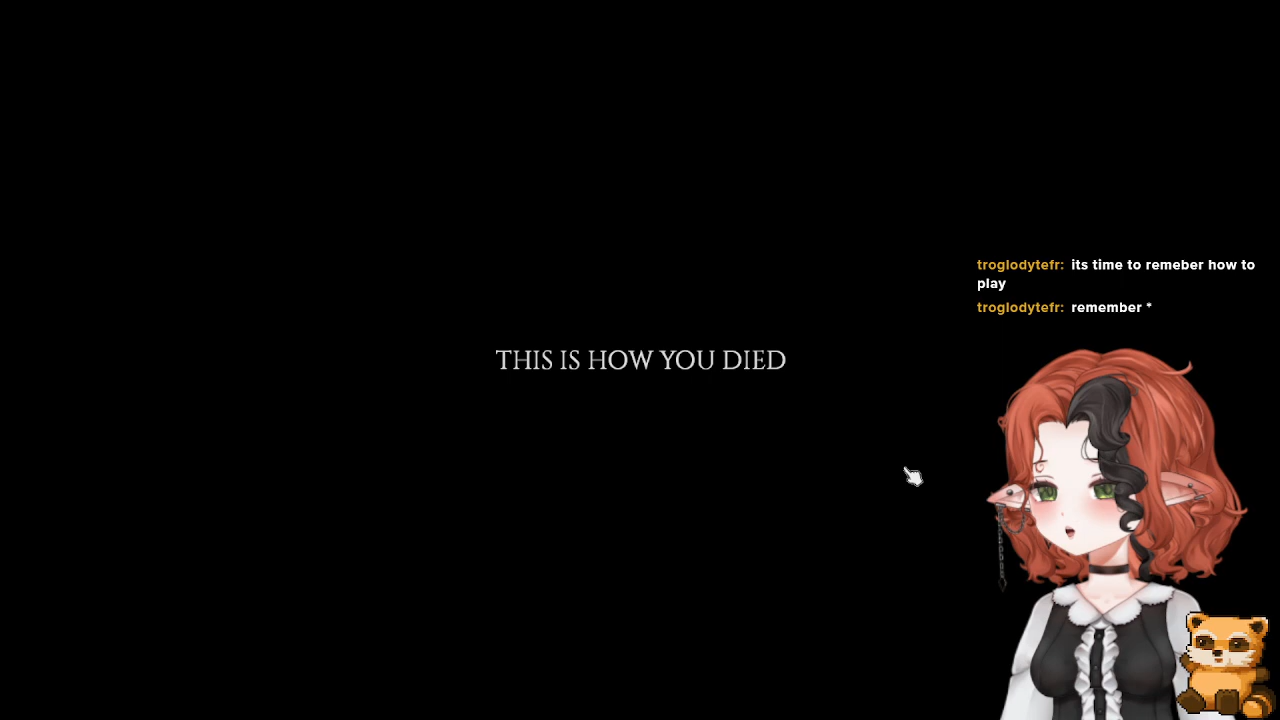 troglodytefr: its time to remeber how to
play
troglodytefr: remember *
THIS IS HOW YOU DIED